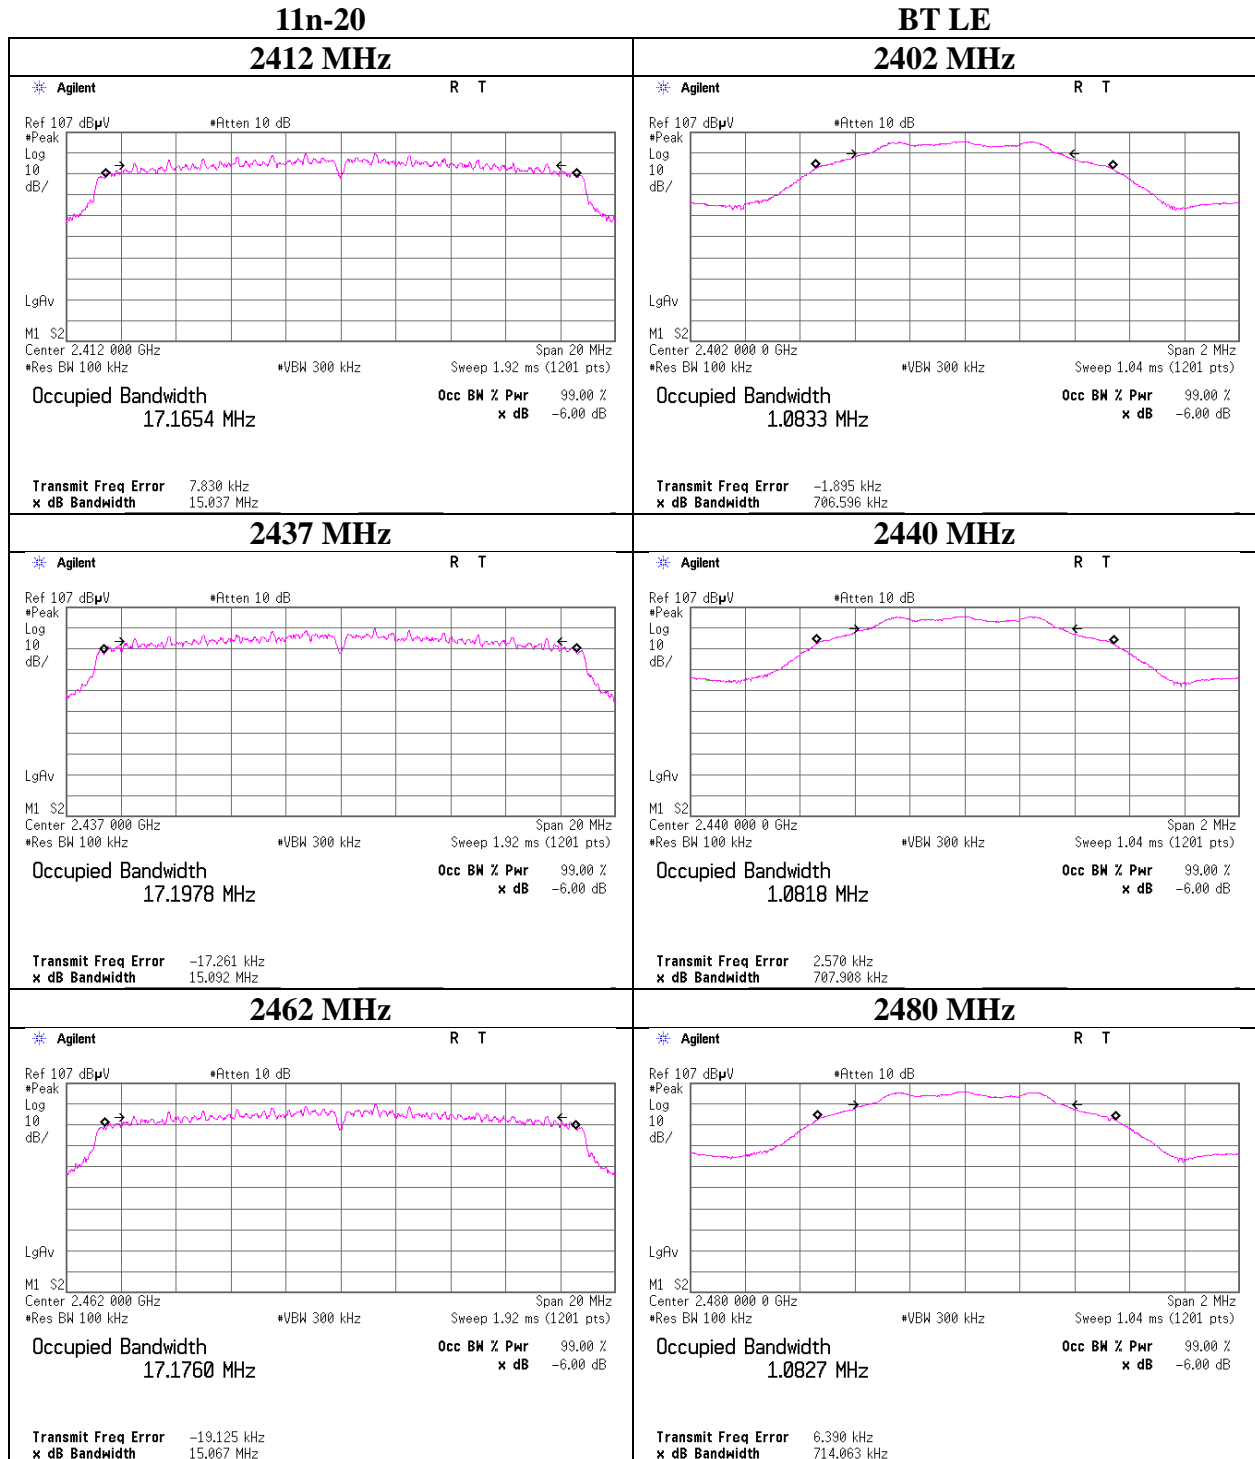 11n-20
BT LE
2412 MHz
2402 MHz
Agilent
R T
Ref 107 dBµV
#Atten 10 dB
#Peak
Log
10
dB/
LgAv
M1 S2
Center 2.412 000 GHz
Span 20 MHz
#Res BW 100 kHz
#VBW 300 kHz
Sweep 1.92 ms (1201 pts)
Occupied Bandwidth
17.1654 MHz
Occ BW % Pwr 99.00 %
x dB -6.00 dB
Transmit Freq Error 7.830 kHz
x dB Bandwidth 15.037 MHz
Agilent
R T
Ref 107 dBµV
#Atten 10 dB
#Peak
Log
10
dB/
LgAv
M1 S2
Center 2.402 000 0 GHz
Span 2 MHz
#Res BW 100 kHz
#VBW 300 kHz
Sweep 1.04 ms (1201 pts)
Occupied Bandwidth
1.0833 MHz
Occ BW % Pwr 99.00 %
x dB -6.00 dB
Transmit Freq Error -1.895 kHz
x dB Bandwidth 706.596 kHz
2437 MHz
2440 MHz
Agilent
R T
Ref 107 dBµV
#Atten 10 dB
#Peak
Log
10
dB/
LgAv
M1 S2
Center 2.437 000 GHz
Span 20 MHz
#Res BW 100 kHz
#VBW 300 kHz
Sweep 1.92 ms (1201 pts)
Occupied Bandwidth
17.1978 MHz
Occ BW % Pwr 99.00 %
x dB -6.00 dB
Transmit Freq Error -17.261 kHz
x dB Bandwidth 15.092 MHz
Agilent
R T
Ref 107 dBµV
#Atten 10 dB
#Peak
Log
10
dB/
LgAv
M1 S2
Center 2.440 000 0 GHz
Span 2 MHz
#Res BW 100 kHz
#VBW 300 kHz
Sweep 1.04 ms (1201 pts)
Occupied Bandwidth
1.0818 MHz
Occ BW % Pwr 99.00 %
x dB -6.00 dB
Transmit Freq Error 2.570 kHz
x dB Bandwidth 707.908 kHz
2462 MHz
2480 MHz
Agilent
R T
Ref 107 dBµV
#Atten 10 dB
#Peak
Log
10
dB/
LgAv
M1 S2
Center 2.462 000 GHz
Span 20 MHz
#Res BW 100 kHz
#VBW 300 kHz
Sweep 1.92 ms (1201 pts)
Occupied Bandwidth
17.1760 MHz
Occ BW % Pwr 99.00 %
x dB -6.00 dB
Transmit Freq Error -19.125 kHz
x dB Bandwidth 15.067 MHz
Agilent
R T
Ref 107 dBµV
#Atten 10 dB
#Peak
Log
10
dB/
LgAv
M1 S2
Center 2.480 000 0 GHz
Span 2 MHz
#Res BW 100 kHz
#VBW 300 kHz
Sweep 1.04 ms (1201 pts)
Occupied Bandwidth
1.0827 MHz
Occ BW % Pwr 99.00 %
x dB -6.00 dB
Transmit Freq Error 6.390 kHz
x dB Bandwidth 714.063 kHz